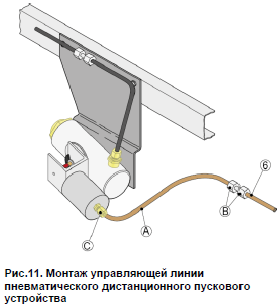 6
B
A
C
Рис.11. Монтаж управляющей линии
пневматического дистанционного пускового
устройства